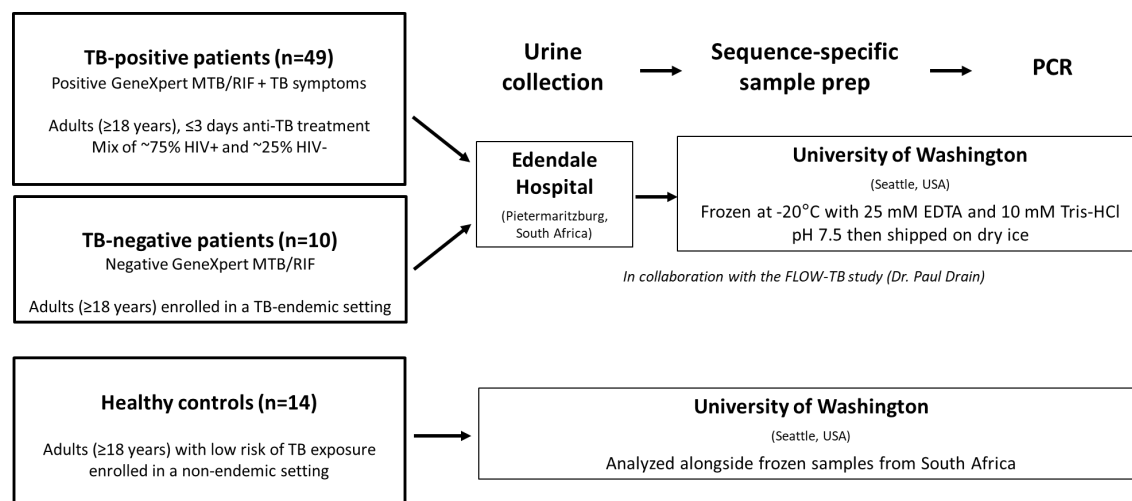 TB-positive patients (n=49)
Positive GeneXpert MTB/RIF + TB symptoms
Adults (≥18 years), ≤3 days anti-TB treatment
Mix of ~75% HIV+ and ~25% HIV-
TB-negative patients (n=10)
Negative GeneXpert MTB/RIF
Adults (≥18 years) enrolled in a TB-endemic setting
Healthy controls (n=14)
Adults (≥18 years) with low risk of TB exposure
enrolled in a non-endemic setting
Urine
collection
Sequence-specific
sample prep
PCR
Edendale
Hospital
(Pietermaritzburg,
South Africa)
University of Washington
(Seattle, USA)
Frozen at -20°C with 25 mM EDTA and 10 mM Tris-HCl
pH 7.5 then shipped on dry ice
In collaboration with the FLOW-TB study (Dr. Paul Drain)
University of Washington
(Seattle, USA)
Analyzed alongside frozen samples from South Africa